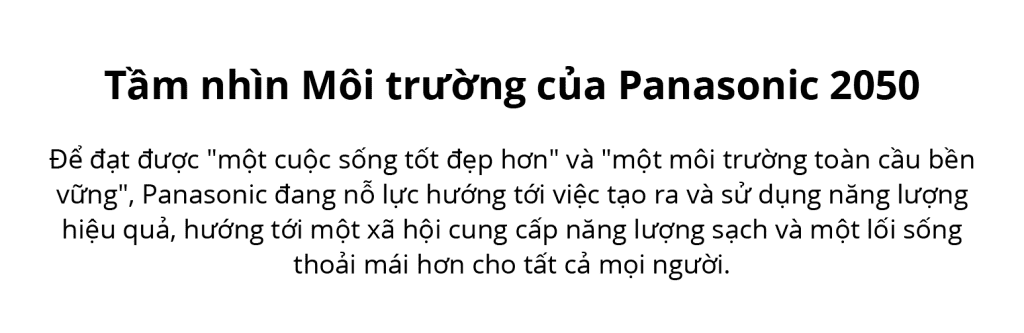 Tầm nhìn Môi trường của Panasonic 2050
Để đạt được "một cuộc sống tốt đẹp hơn" và "một môi trường toàn cầu bền
vững", Panasonic đang nỗ lực hướng tới việc tạo ra và sử dụng năng lượng
hiệu quả, hướng tới một xã hội cung cấp năng lượng sạch và một lối sống
thoải mái hơn cho tất cả mọi người.